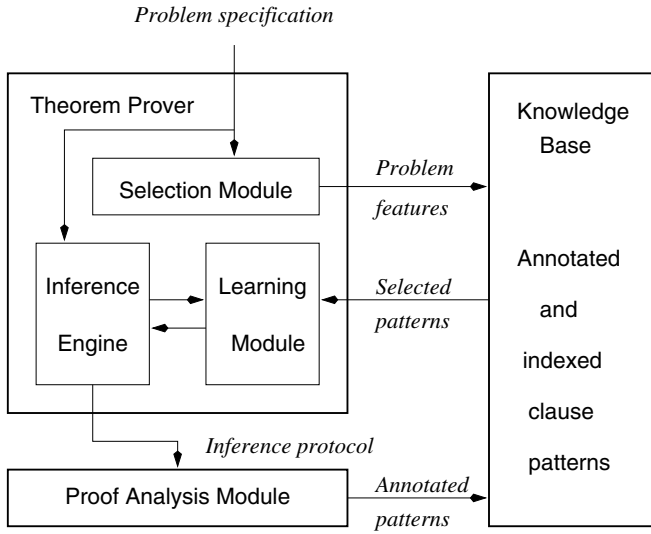 Problem specification
Theorem Prover
Selection Module
Problem
features
Knowledge
Base
Inference
Engine
Learning
Module
Selected
patterns
Annotated
and
indexed
clause
patterns
Inference protocol
Proof Analysis Module
Annotated
patterns